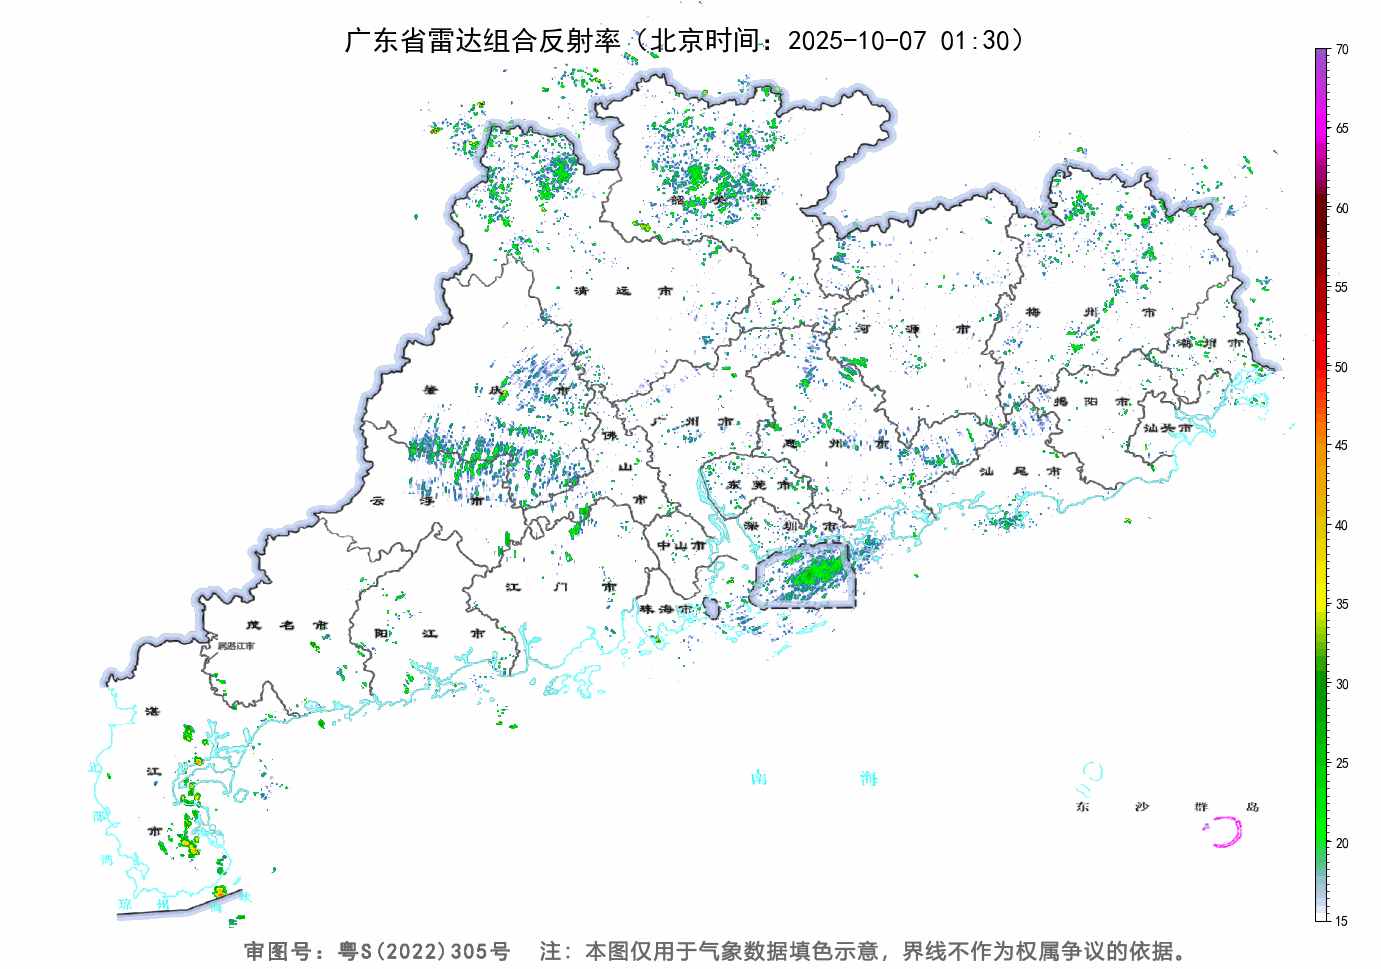 广东省雷达组合反射率（北京时间：2025-10-07 01:30）
70
65
60
55
50
45
40
35
30
25
20
15
韶关市
清远市
河源市
梅州市
潮州市
肇庆市
广州市
惠州市
揭阳市
汕头市
佛山市
东莞市
汕尾市
云浮市
深圳市
中山市
江门市
珠海市
茂名市
阳江市
属湛江市
湛江市
北部湾
南海
东沙群岛
琼州海峡
审图号：粤S(2022)305号 注：本图仅用于气象数据填色示意，界线不作为权属争议的依据。